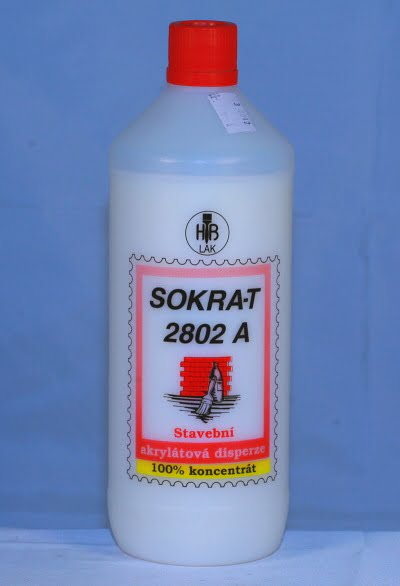 HB
LAK
SOKRA-T
2802 A
Stavební
akrylátová disperze
100% koncentrát